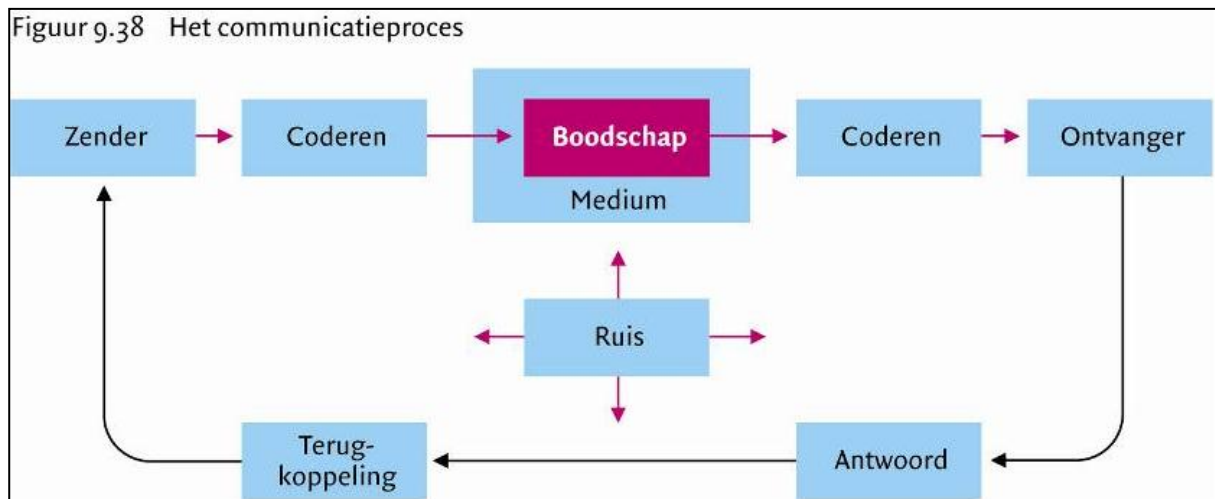 Figuur 9.38 Het communicatieproces
Zender
Coderen
Boodschap
Medium
Coderen
Ontvanger
Ruis
Terug-
koppeling
Antwoord